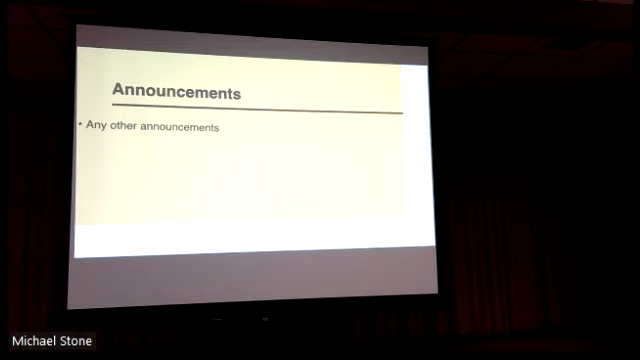 Announcements
• Any other announcements
Michael Stone